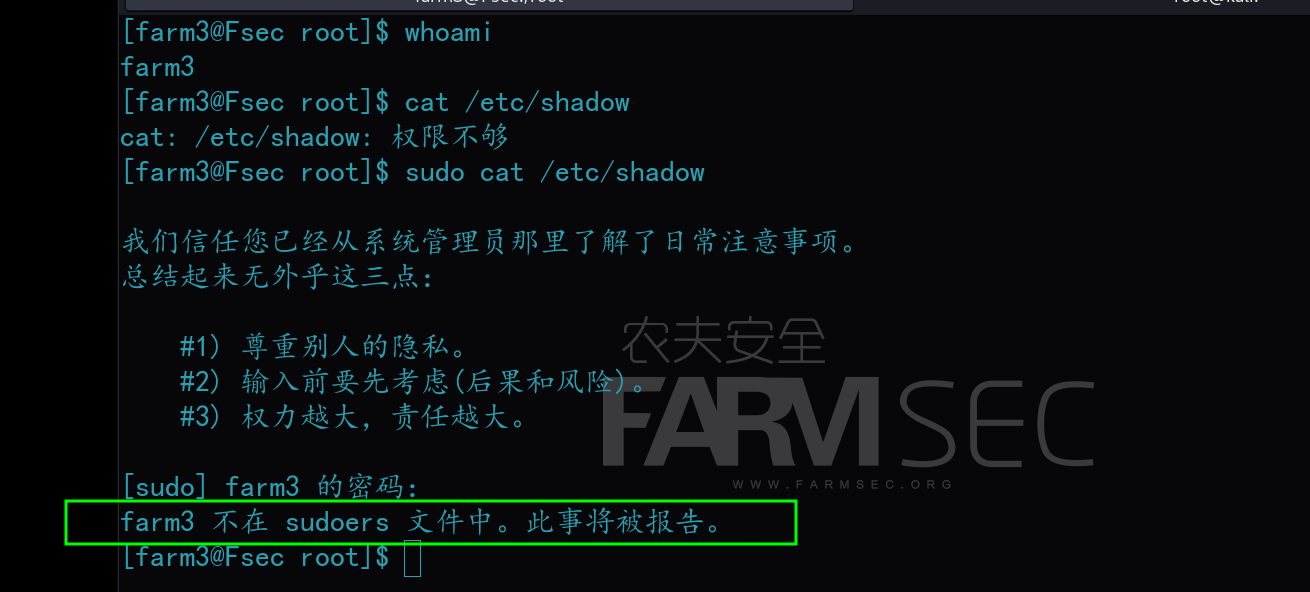 [farm3@Fsec root]$ whoami
farm3
[farm3@Fsec root]$ cat /etc/shadow
cat: /etc/shadow: 权限不够
[farm3@Fsec root]$ sudo cat /etc/shadow
我们信任您已经从系统管理员那里了解了日常注意事项。
总结起来无外乎这三点：
#1) 尊重别人的隐私。
#2) 输入前要先考虑(后果和风险)。
#3) 权力越大，责任越大。
农夫安全
FARMSEC
WWW.FARMSEC.ORG
[sudo] farm3 的密码：
farm3 不在 sudoers 文件中。此事将被报告。
[farm3@Fsec root]$